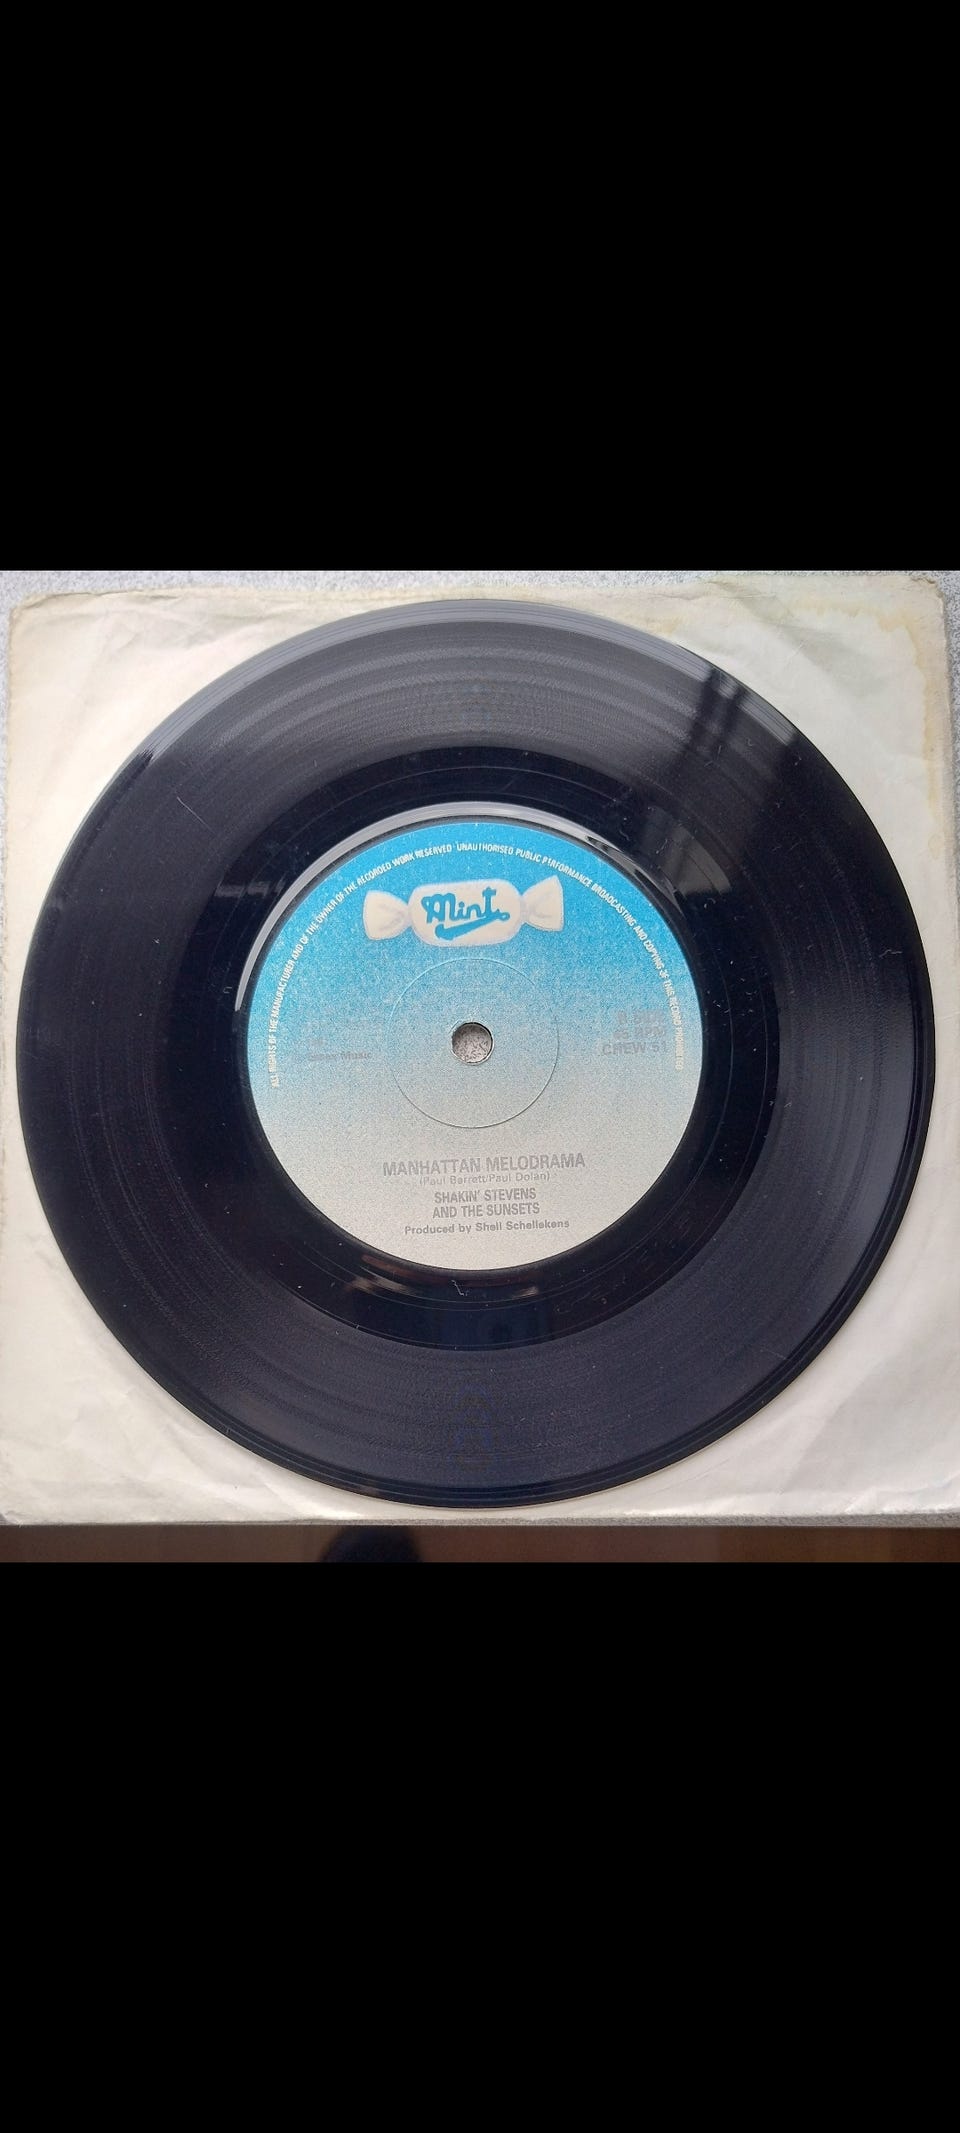 ALL RIGHTS OF THE MANUFACTURER AND OF THE OWNER OF THE RECORDED WORK RESERVED · UNAUTHORISED PUBLIC PERFORMANCE BROADCASTING AND COPYING OF THIS RECORD PROHIBITED
Mint
RPM
Music
CHEW 51
MANHATTAN MELODRAMA
(Paul Barrett/Paul Dolan)
SHAKIN' STEVENS
AND THE SUNSETS
Produced by Shell Schellekens